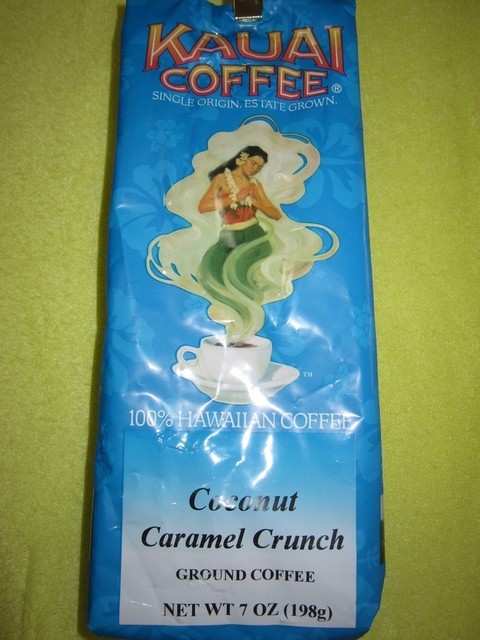 KAUAI
COFFEE®
SINGLE ORIGIN. ESTATE GROWN.
TM
100% HAWAIIAN COFFEE
Coconut
Caramel Crunch
GROUND COFFEE
NET WT 7 OZ (198g)